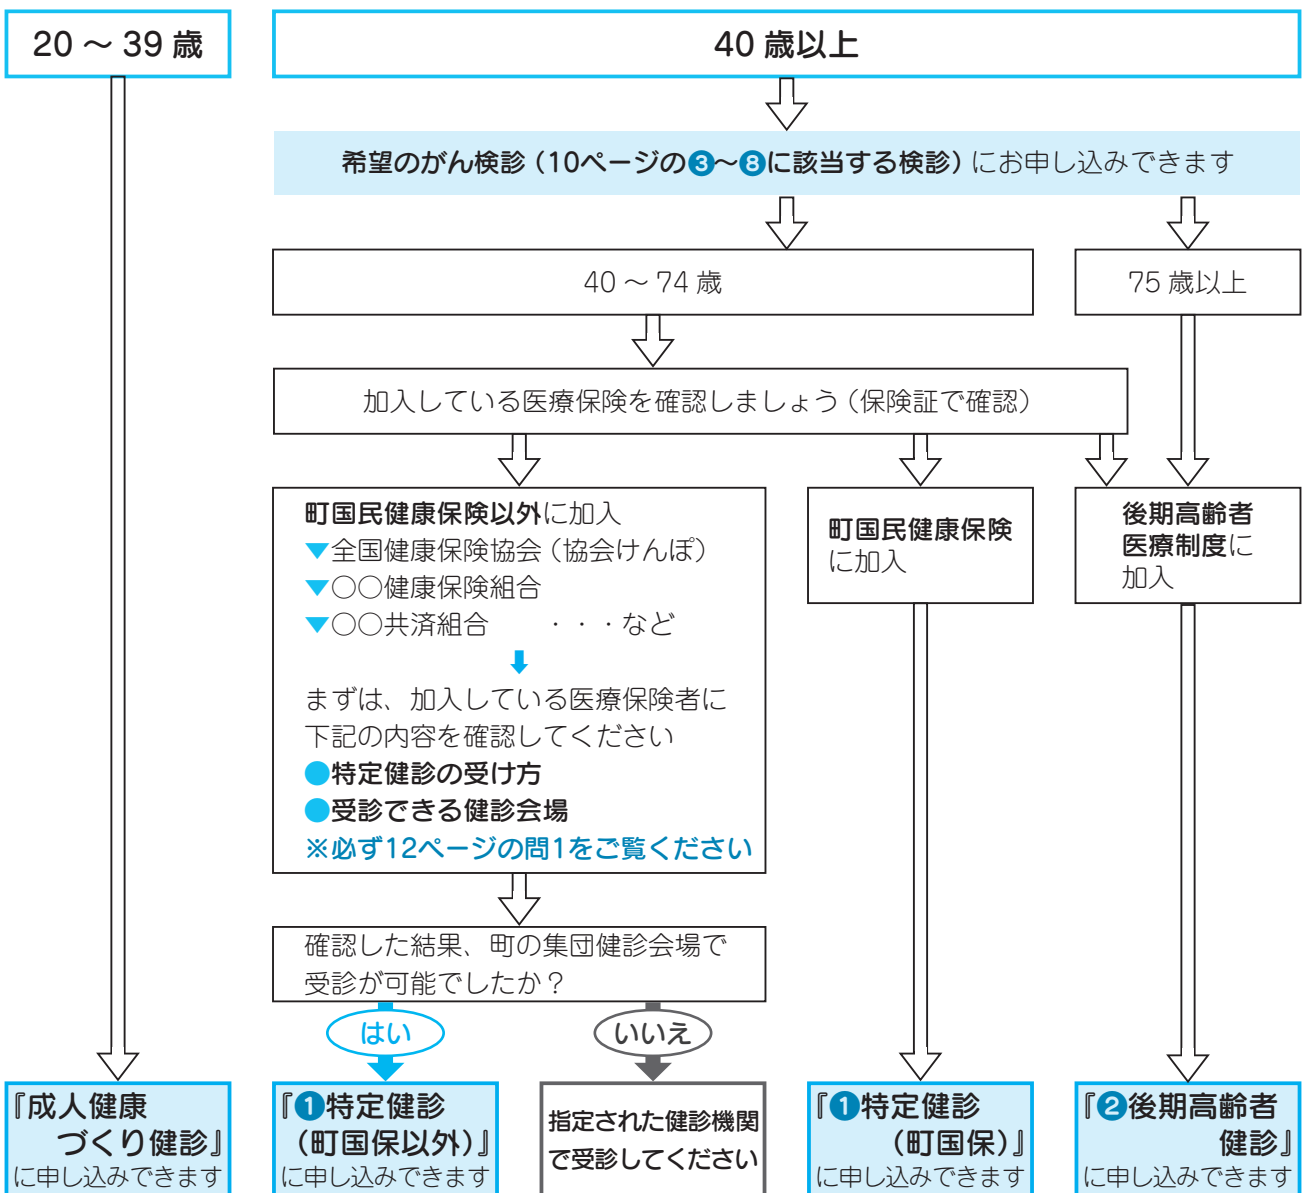 20 ～ 39 歳
40 歳以上
希望のがん検診（10ページの❸～❽に該当する検診）にお申し込みできます
40 ～ 74 歳
75 歳以上
加入している医療保険を確認しましょう（保険証で確認）
町国民健康保険以外に加入
▼全国健康保険協会（協会けんぽ）
▼○○健康保険組合
▼○○共済組合　　・・・など
まずは、加入している医療保険者に
下記の内容を確認してください
●特定健診の受け方
●受診できる健診会場
※必ず12ページの問1をご覧ください
町国民健康保険
に加入
後期高齢者
医療制度に
加入
確認した結果、町の集団健診会場で
受診が可能でしたか？
はい
いいえ
『成人健康
づくり健診』
に申し込みできます
『❶特定健診
（町国保以外）』
に申し込みできます
指定された健診機関
で受診してください
『❶特定健診
（町国保）』
に申し込みできます
『❷後期高齢者
健診』
に申し込みできます